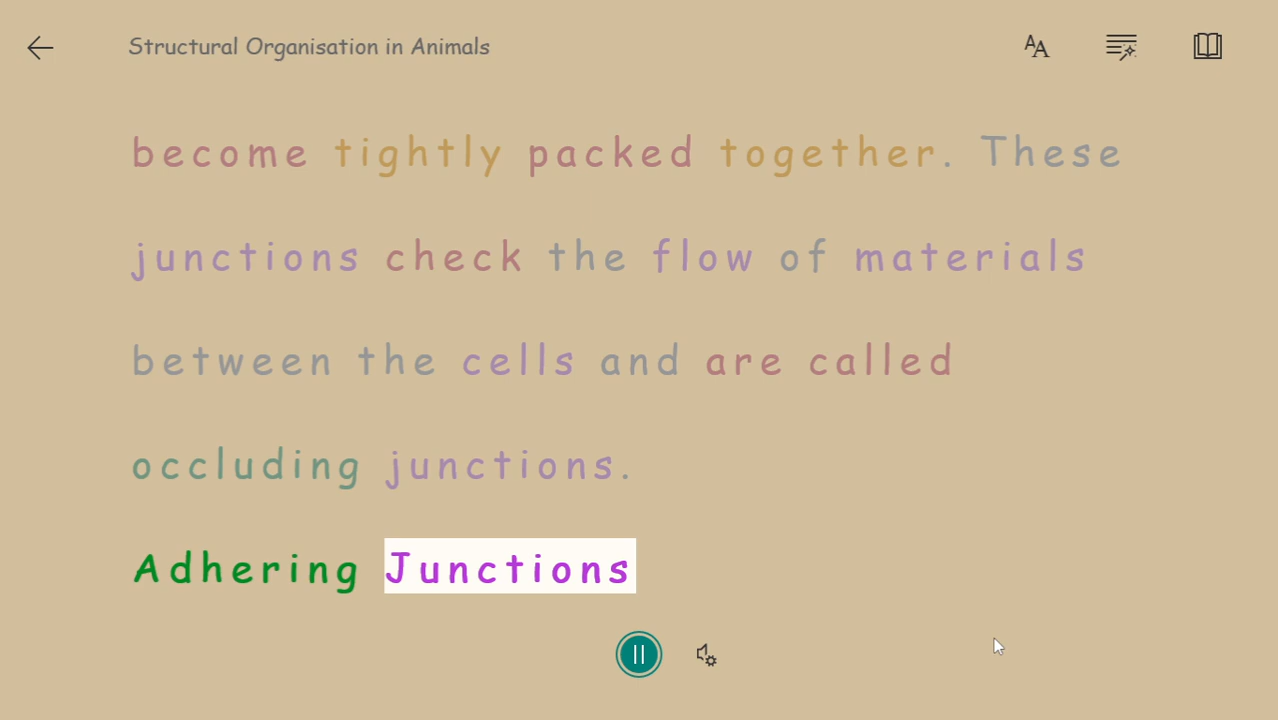 Structural Organisation in Animals
become tightly packed together. These
junctions check the flow of materials
between the cells and are called
occluding junctions.
Adhering Junctions